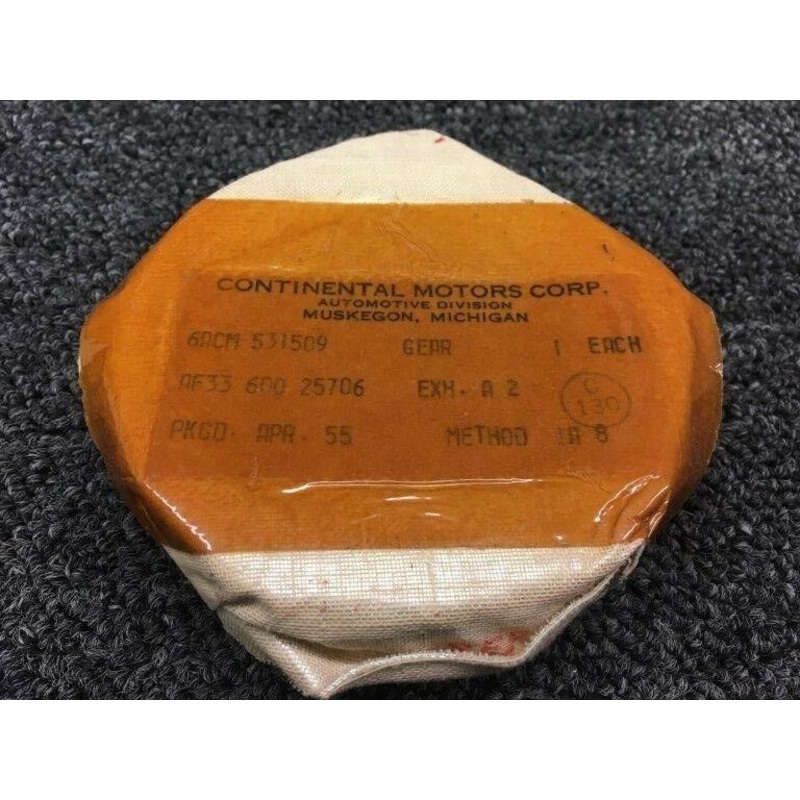 CONTINENTAL MOTORS CORP.
AUTOMOTIVE DIVISION
MUSKEGON, MICHIGAN
6ACM 531509 GEAR 1 EACH
AF33 600 25706 EXH. A 2
C
130
PKGD. APR. 55 METHOD 1A 8